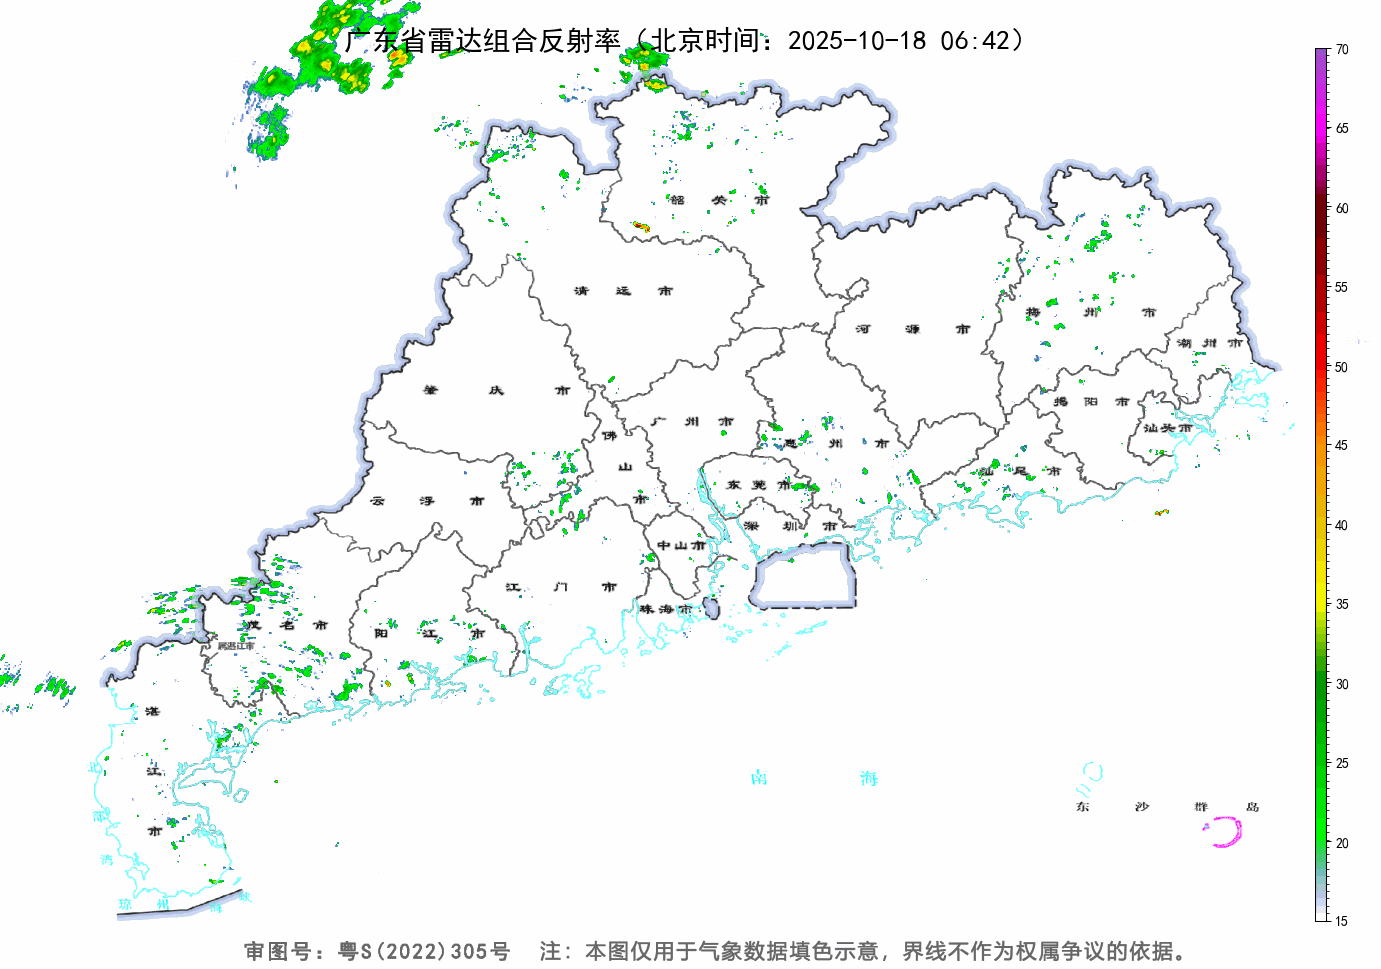 广东省雷达组合反射率（北京时间：2025-10-18 06:42）
70
65
60
55
50
45
40
35
30
25
20
15
韶关市
清远市
河源市
梅州市
潮州市
肇庆市
广州市
佛山市
惠州市
揭阳市
汕头市
汕尾市
云浮市
东莞市
深圳市
中山市
江门市
珠海市
茂名市
属湛江市
阳江市
湛江市
北部湾
南海
东沙群岛
琼州海峡
审图号：粤S(2022)305号 注：本图仅用于气象数据填色示意，界线不作为权属争议的依据。